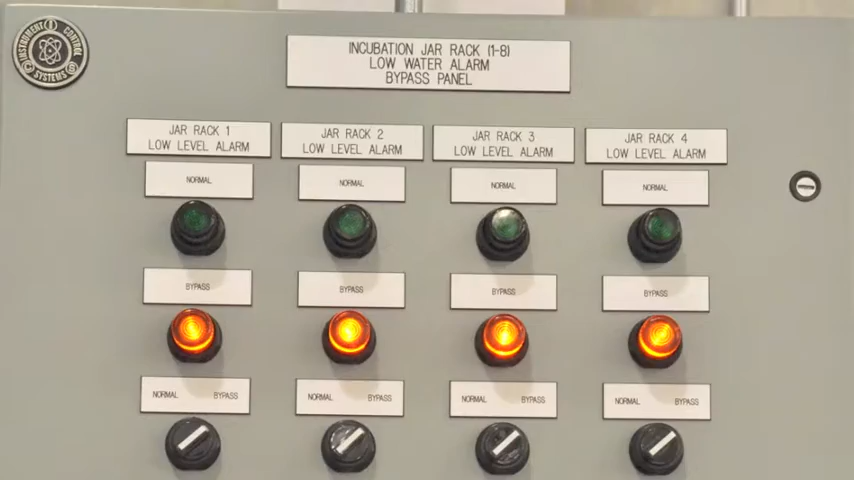 INSTRUMENT CONTROL
SYSTEMS
INCUBATION JAR RACK (1-8)
LOW WATER ALARM
BYPASS PANEL
JAR RACK 1
LOW LEVEL ALARM
JAR RACK 2
LOW LEVEL ALARM
JAR RACK 3
LOW LEVEL ALARM
JAR RACK 4
LOW LEVEL ALARM
NORMAL
NORMAL
NORMAL
NORMAL
BYPASS
BYPASS
BYPASS
BYPASS
NORMAL BYPASS
NORMAL BYPASS
NORMAL BYPASS
NORMAL BYPASS